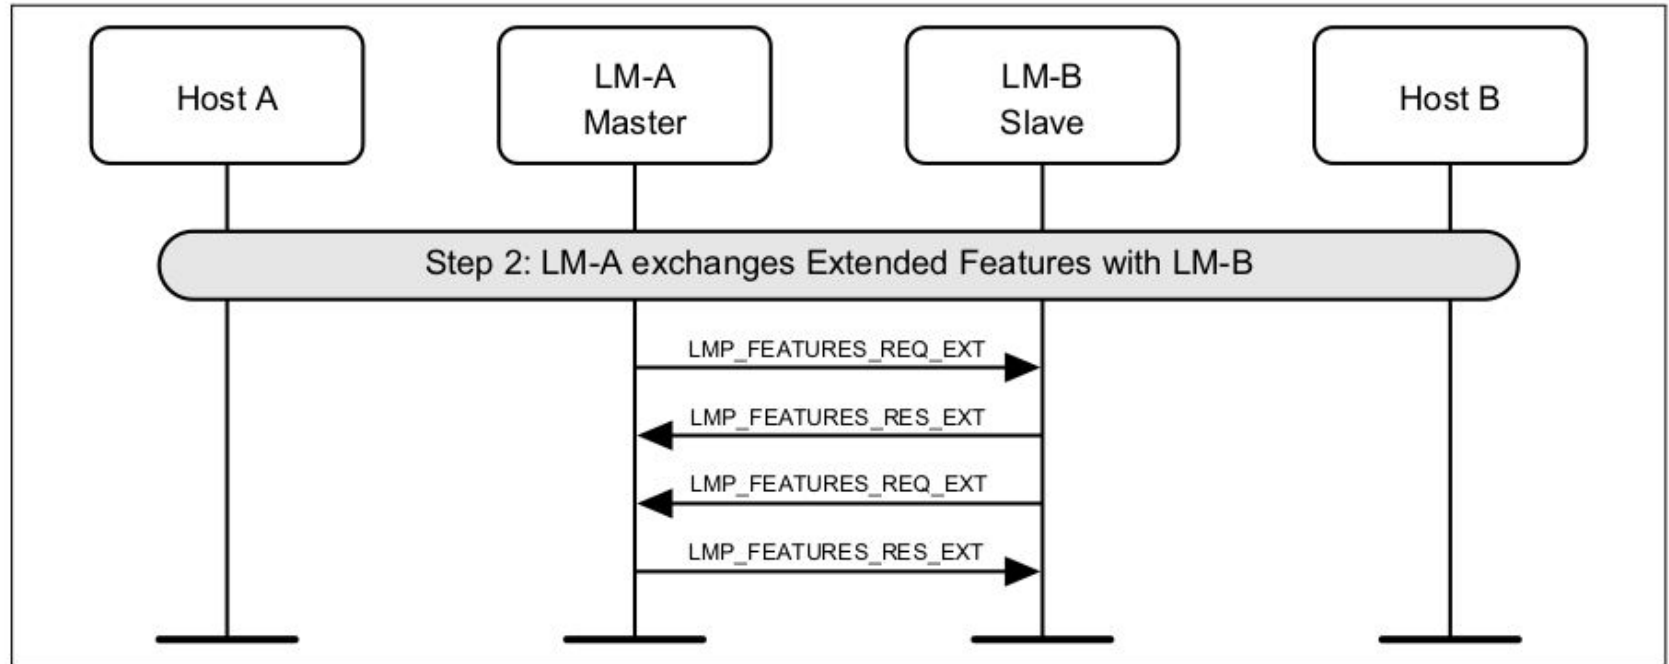 Host A
LM-A
Master
LM-B
Slave
Host B
Step 2: LM-A exchanges Extended Features with LM-B
LMP_FEATURES_REQ_EXT
LMP_FEATURES_RES_EXT
LMP_FEATURES_REQ_EXT
LMP_FEATURES_RES_EXT